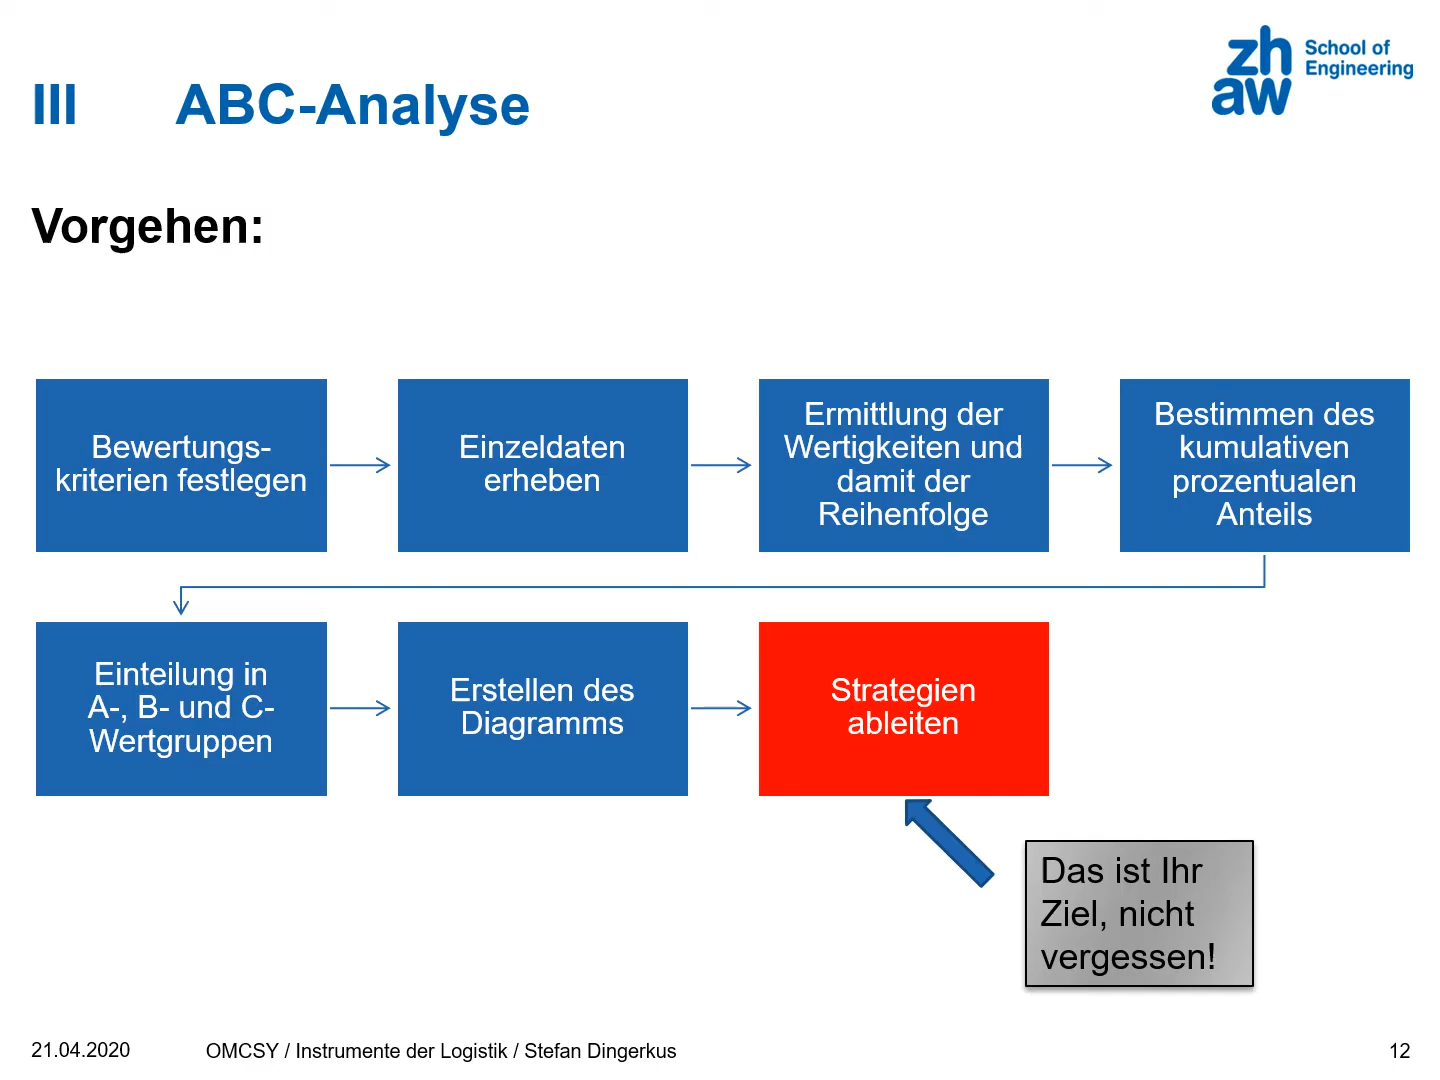 zh
aw
School of
Engineering
III ABC-Analyse
Vorgehen:
Bewertungs-
kriterien festlegen
Einzeldaten
erheben
Ermittlung der
Wertigkeiten und
damit der
Reihenfolge
Bestimmen des
kumulativen
prozentualen
Anteils
Einteilung in
A-, B- und C-
Wertgruppen
Erstellen des
Diagramms
Strategien
ableiten
Das ist Ihr
Ziel, nicht
vergessen!
21.04.2020 OMCSY / Instrumente der Logistik / Stefan Dingerkus 12